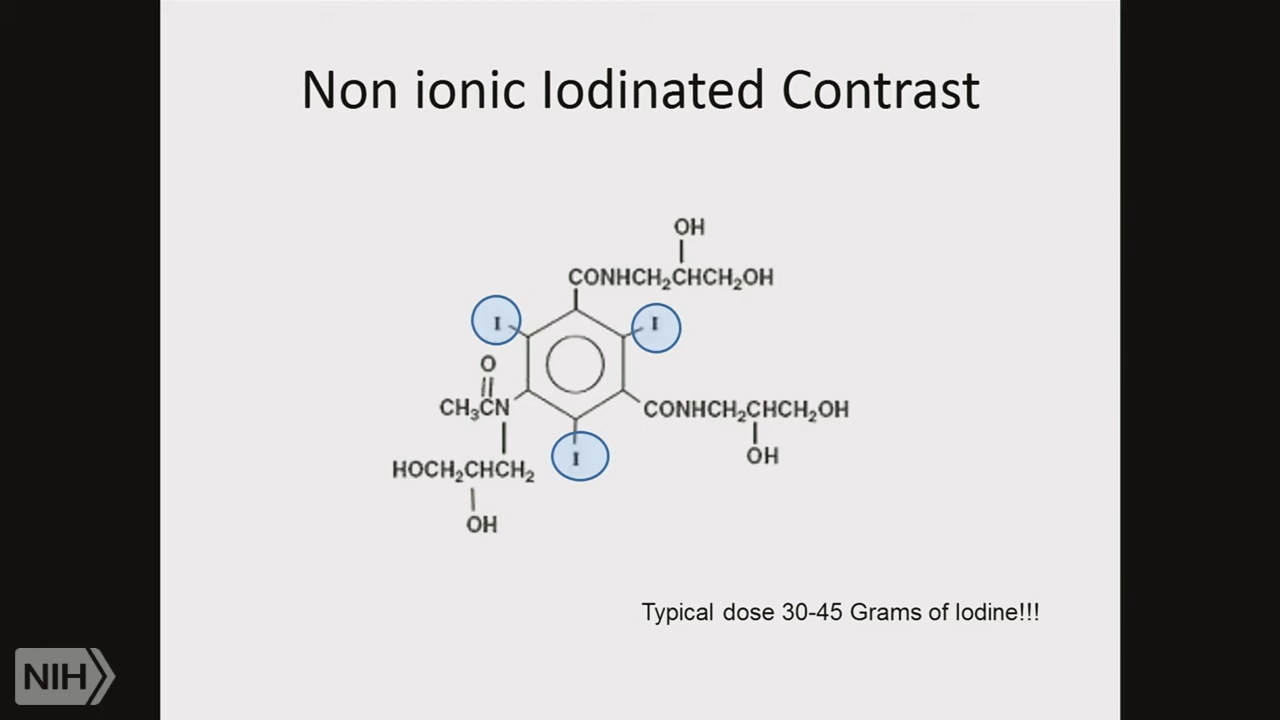 Non ionic Iodinated Contrast
OH
CONHCH₂CHCH₂OH
I
I
O
CH₃CN
CONHCH₂CHCH₂OH
I
OH
HOCH₂CHCH₂
OH
Typical dose 30-45 Grams of Iodine!!!
NIH